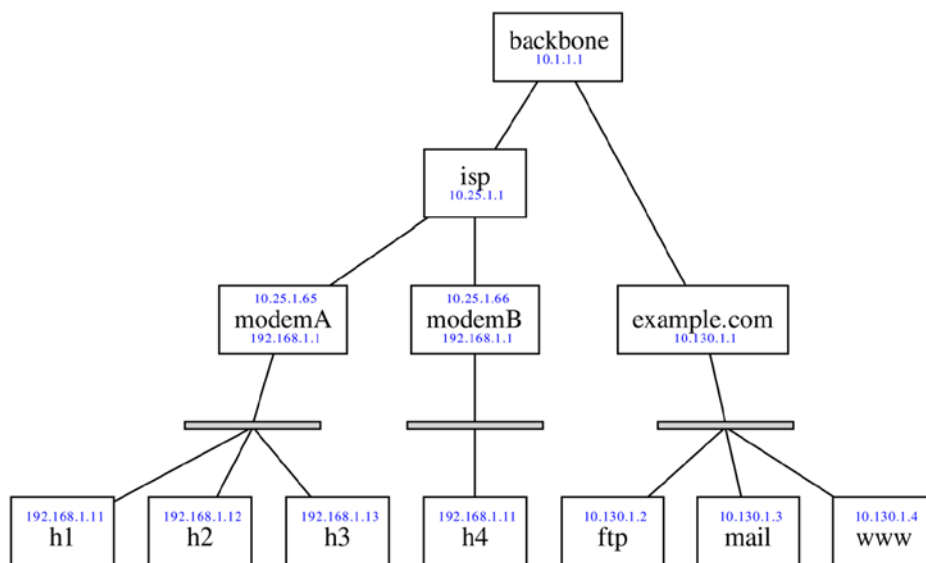 backbone
10.1.1.1
isp
10.25.1.1
10.25.1.65
modemA
192.168.1.1
10.25.1.66
modemB
192.168.1.1
example.com
10.130.1.1
192.168.1.11
h1
192.168.1.12
h2
192.168.1.13
h3
192.168.1.11
h4
10.130.1.2
ftp
10.130.1.3
mail
10.130.1.4
www